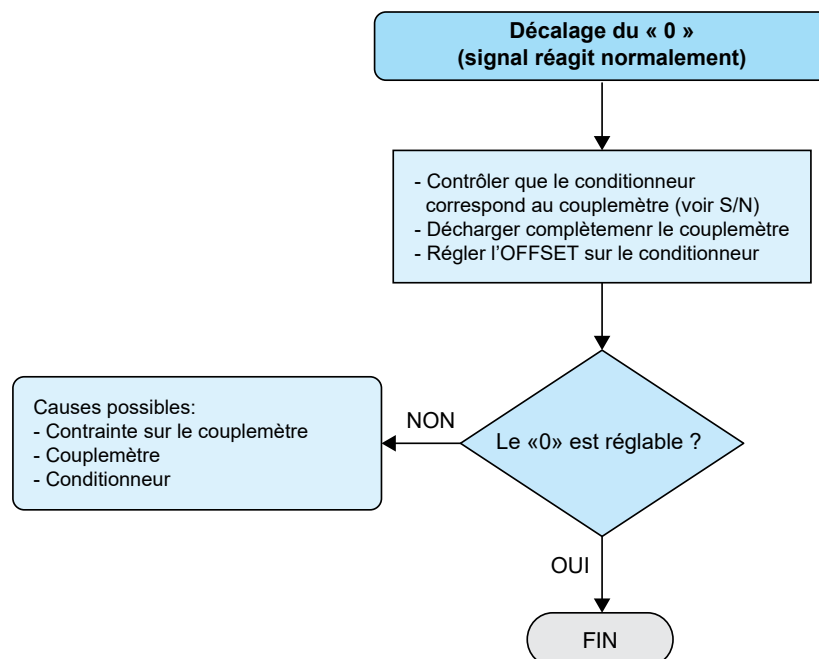 Décalage du « 0 »
(signal réagit normalement)
- Contrôler que le conditionneur
correspond au couplemètre (voir S/N)
- Décharger complètemenr le couplemètre
- Régler l’OFFSET sur le conditionneur
Le «0» est réglable ?
NON
Causes possibles:
- Contrainte sur le couplemètre
- Couplemètre
- Conditionneur
OUI
FIN